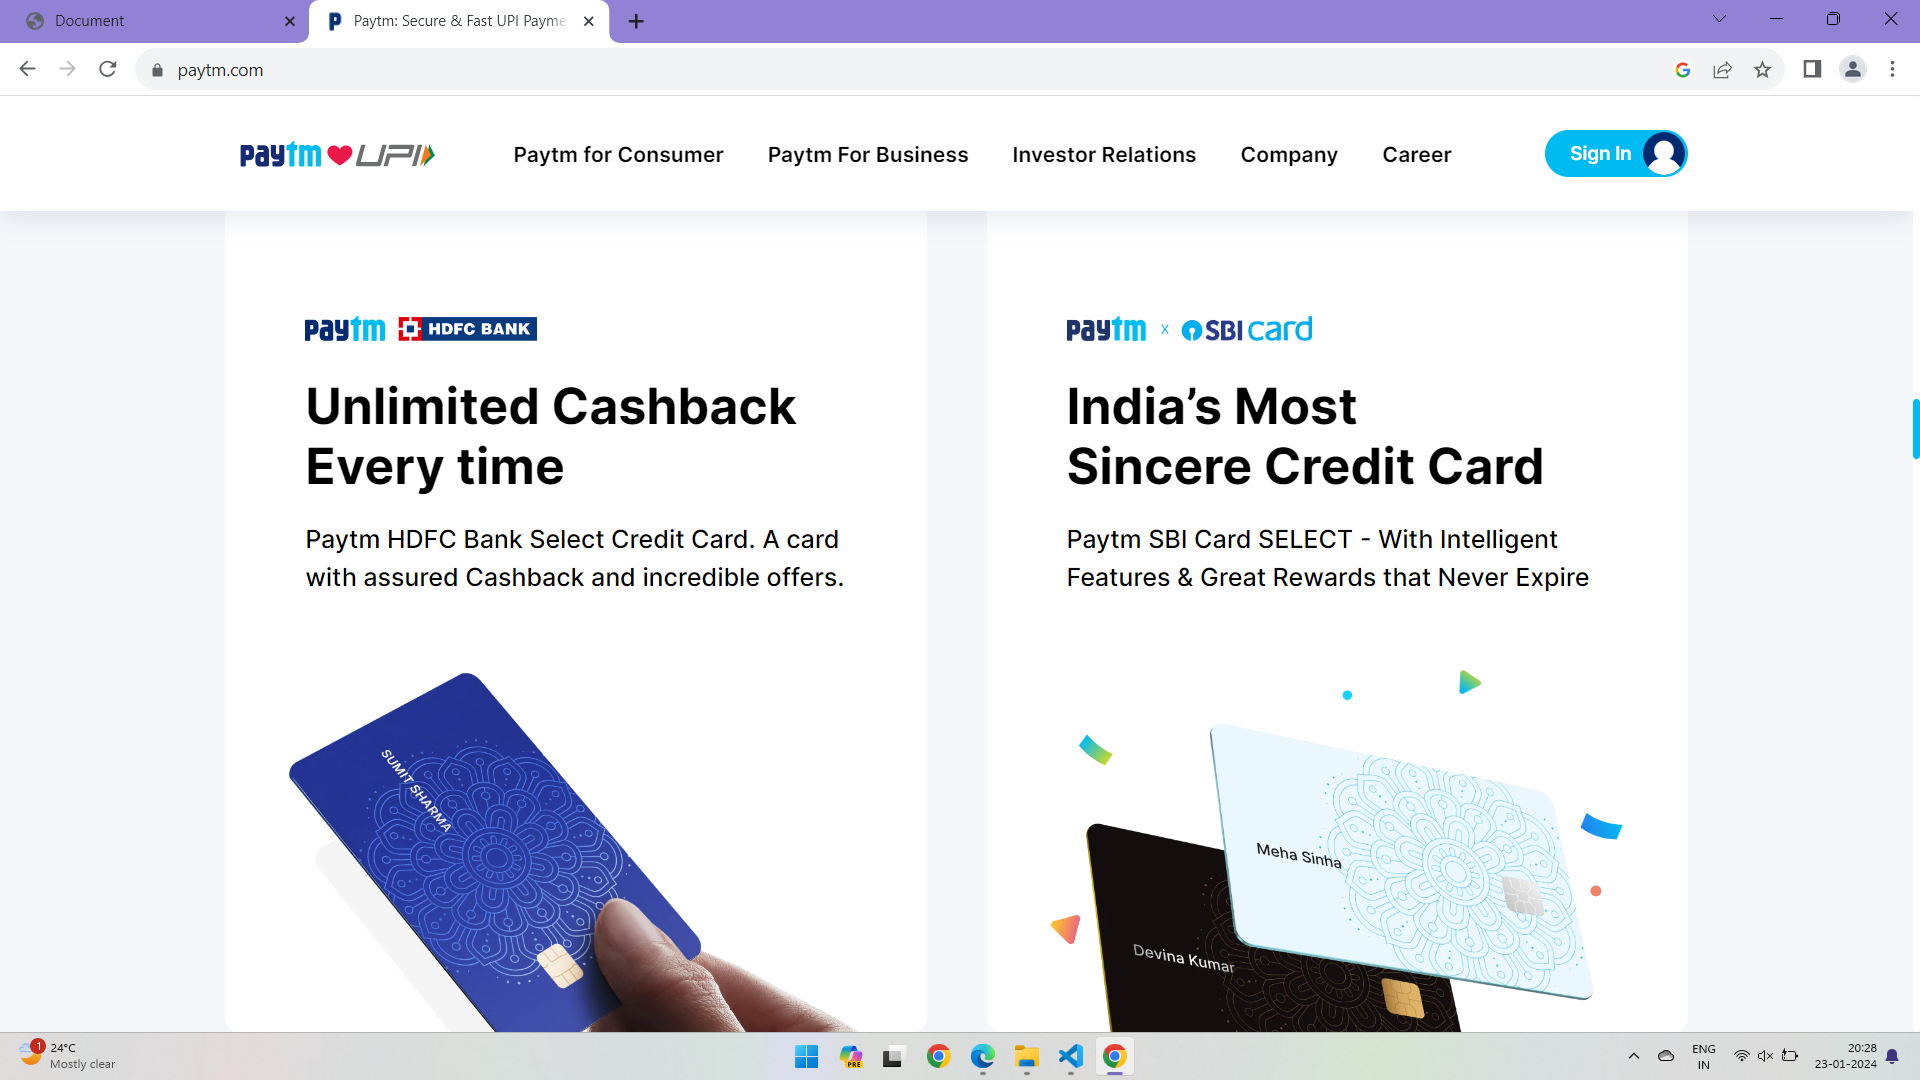 Document
Paytm: Secure & Fast UPI Payme
paytm.com
paytm UPI
Paytm for Consumer
Paytm For Business
Investor Relations
Company
Career
Sign In
paytm HDFC BANK
Unlimited Cashback
Every time
Paytm HDFC Bank Select Credit Card. A card
with assured Cashback and incredible offers.
SUMIT SHARMA
paytm x SBI card
India’s Most
Sincere Credit Card
Paytm SBI Card SELECT - With Intelligent
Features & Great Rewards that Never Expire
Meha Sinha
Devina Kumar
1
24°C
Mostly clear
PRE
ENG
IN
20:28
23-01-2024